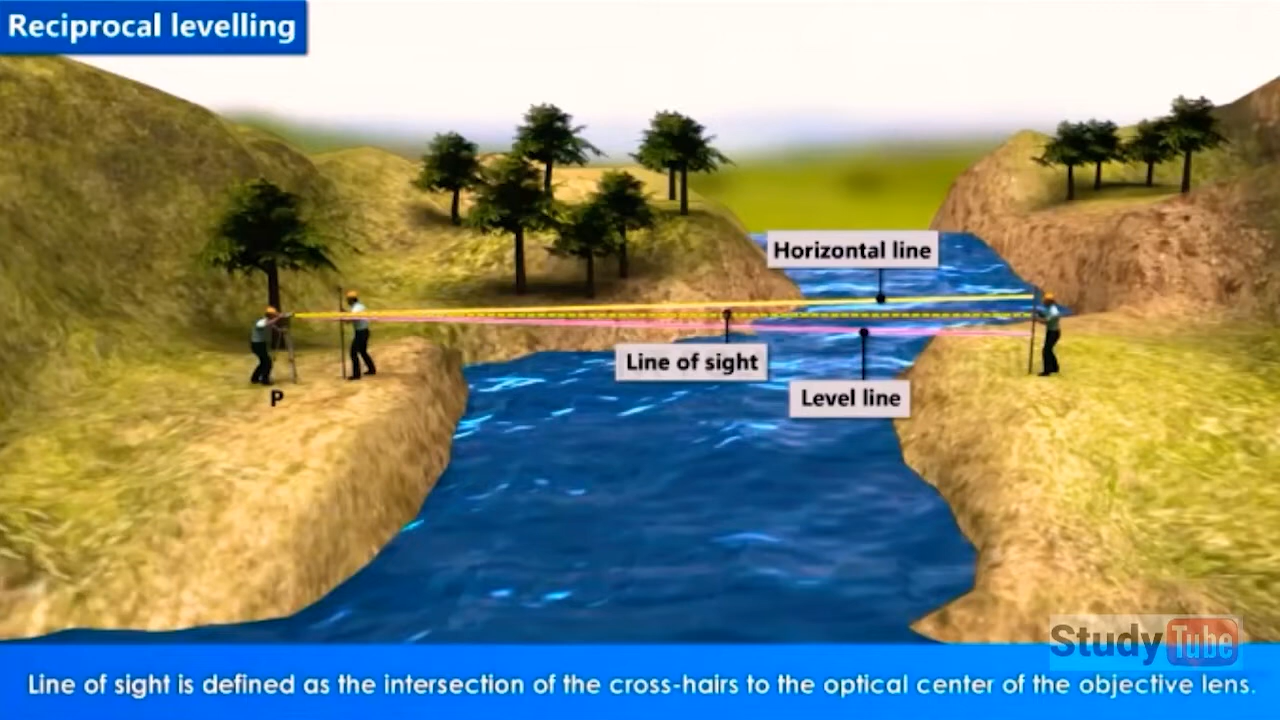 Reciprocal levelling
Horizontal line
Line of sight
Level line
P
StudyTube
Line of sight is defined as the intersection of the cross-hairs to the optical center of the objective lens.